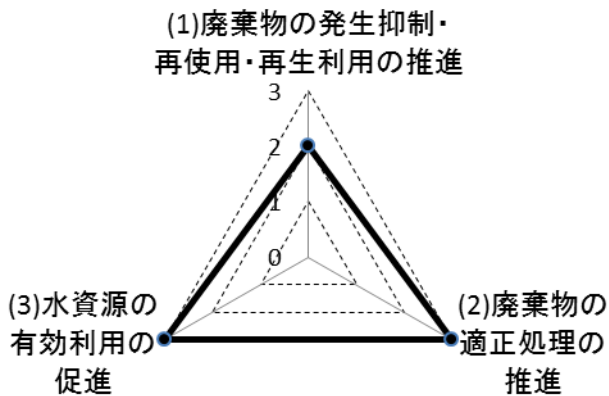 (1)廃棄物の発生抑制・
再使用・再生利用の推進
3
2
1
0
(3)水資源の
有効利用の
促進
(2)廃棄物の
適正処理の
推進